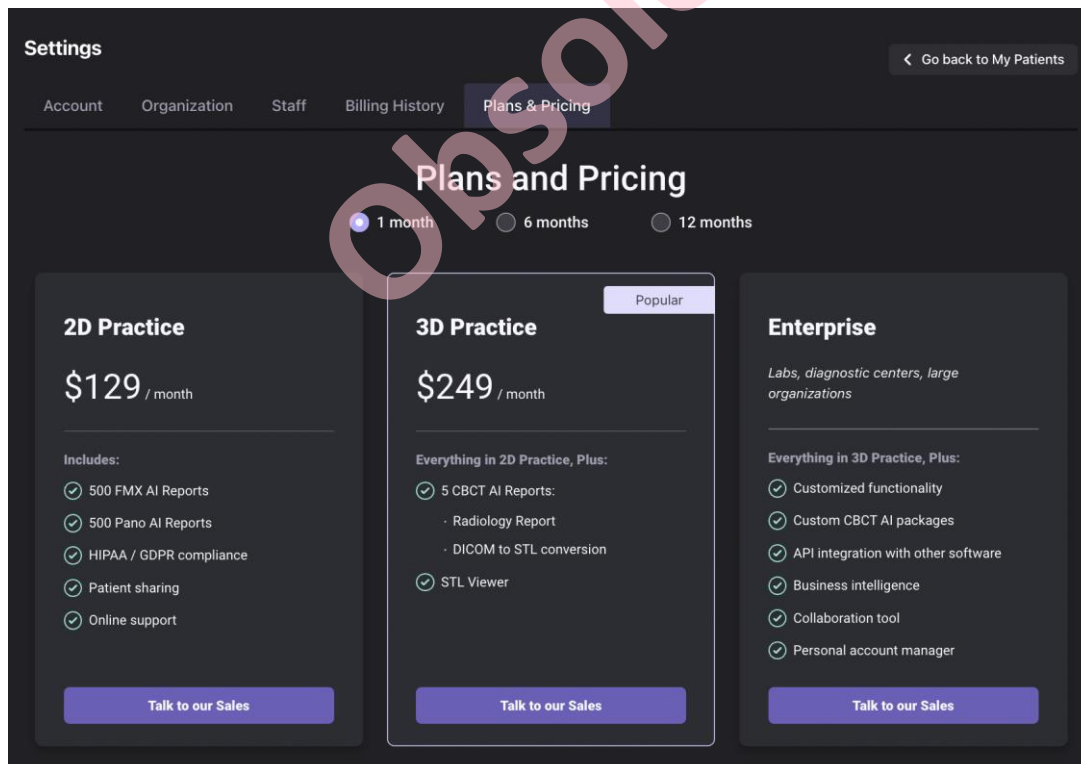 Settings
Go back to My Patients
Account Organization Staff Billing History Plans & Pricing
Plans and Pricing
1 month 6 months 12 months
2D Practice
$129 / month
Includes:
500 FMX AI Reports
500 Pano AI Reports
HIPAA / GDPR compliance
Patient sharing
Online support
Talk to our Sales
Popular
3D Practice
$249 / month
Everything in 2D Practice, Plus:
5 CBCT AI Reports:
· Radiology Report
· DICOM to STL conversion
STL Viewer
Talk to our Sales
Enterprise
Labs, diagnostic centers, large
organizations
Everything in 3D Practice, Plus:
Customized functionality
Custom CBCT AI packages
API integration with other software
Business intelligence
Collaboration tool
Personal account manager
Talk to our Sales